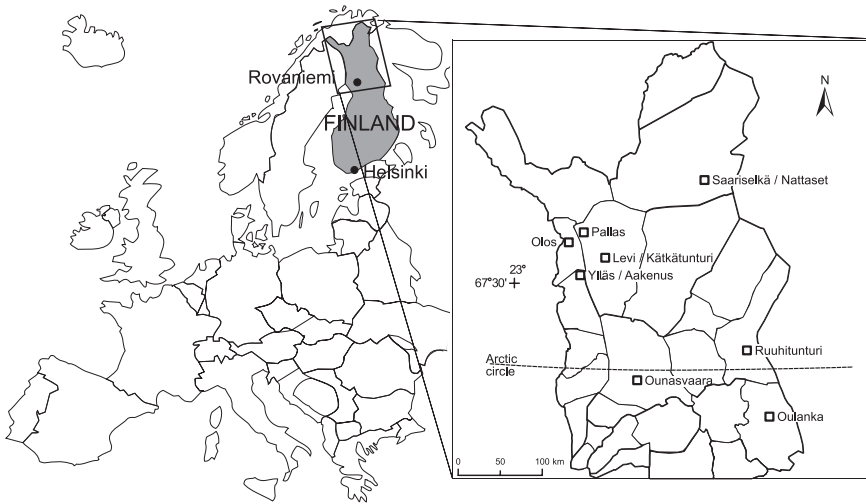 Rovaniemi
FINLAND
Helsinki
N
Saariselkä / Nattaset
Pallas
Olos
Levi / Kätkätunturi
23°
67°30'
Ylläs / Aakenus
Ruuhitunturi
Arctic
circle
Ounasvaara
Oulanka
0 50 100 km